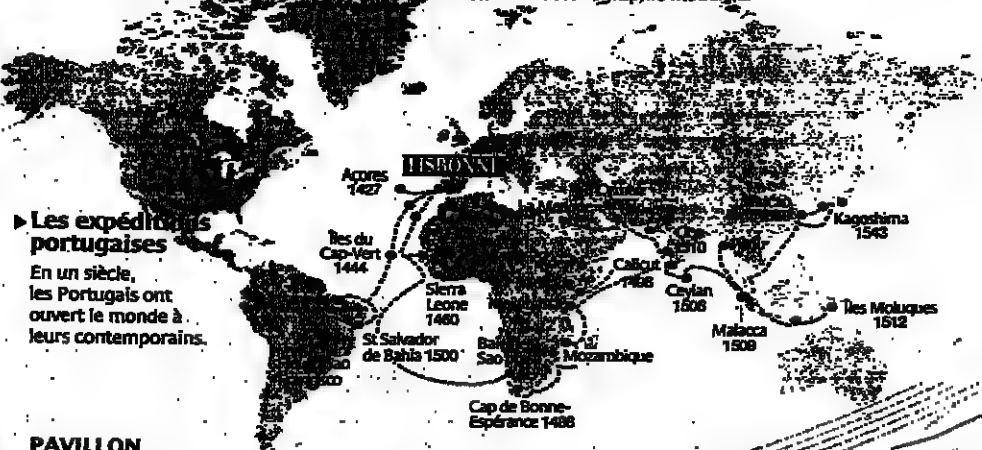 LISBONNE
Açores
1427
Les expéditions
portugaises
En un siècle,
les Portugais ont
ouvert le monde à
leurs contemporains.
Îles du
Cap-Vert
1444
Sierra
Leone
1460
St Salvador
de Bahia 1500
Mozambique
Cap de Bonne-
Espérance 1488
Calicut
1498
Ceylan
1506
Malacca
1509
Îles Moluques
1512
Kagoshima
1543
PAVILLON